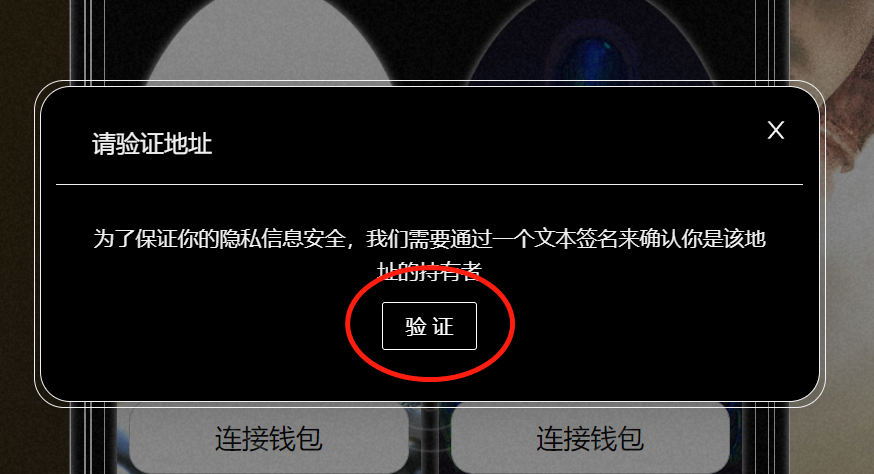 请验证地址
X
为了保证你的隐私信息安全，我们需要通过一个文本签名来确认你是该地
址的持有者
验证
连接钱包
连接钱包